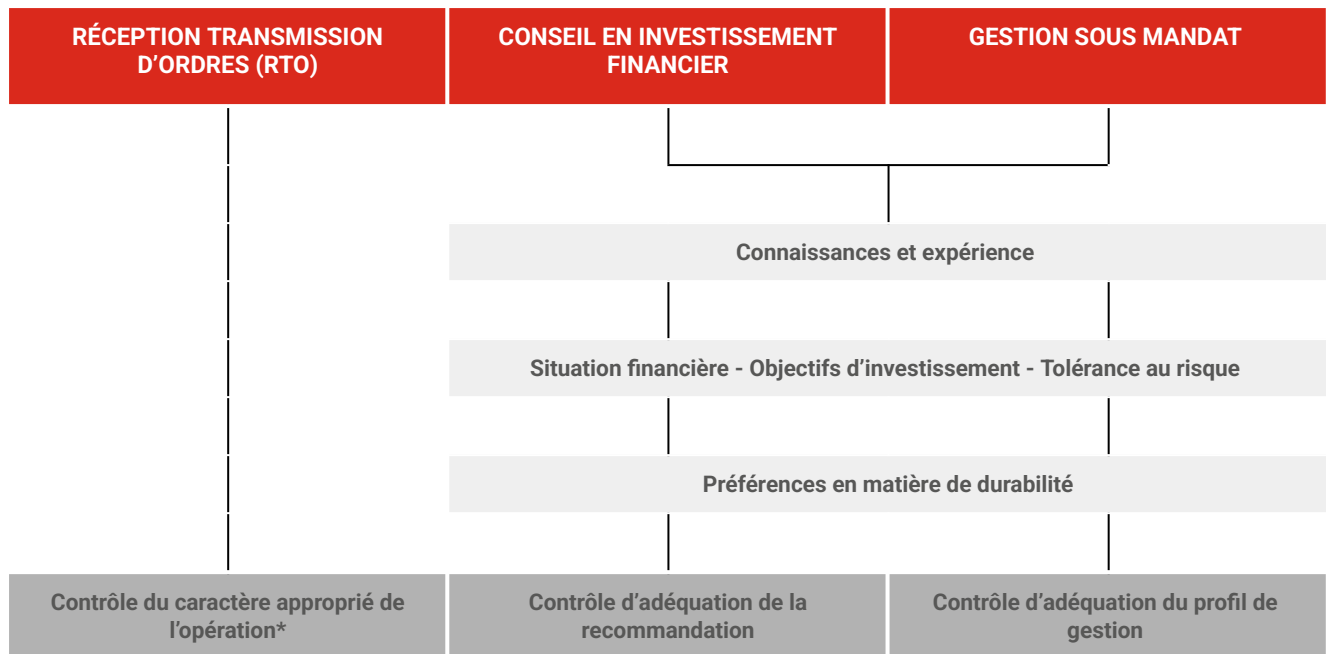 RÉCEPTION TRANSMISSION
D’ORDRES (RTO)
CONSEIL EN INVESTISSEMENT
FINANCIER
GESTION SOUS MANDAT
Connaissances et expérience
Situation financière - Objectifs d’investissement - Tolérance au risque
Préférences en matière de durabilité
Contrôle du caractère approprié de
l’opération*
Contrôle d’adéquation de la
recommandation
Contrôle d’adéquation du profil de
gestion